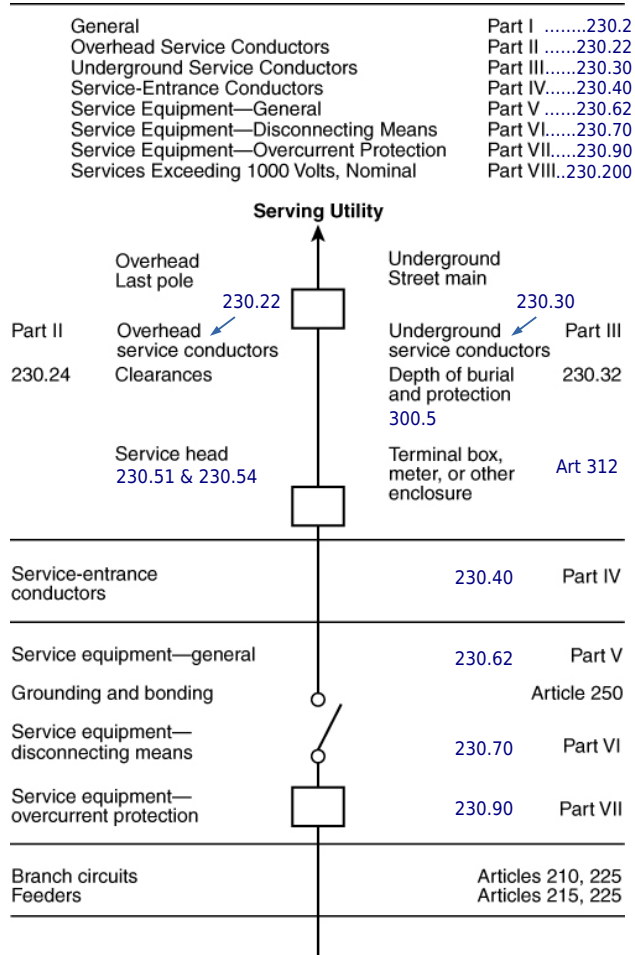 General Part I ........230.2
Overhead Service Conductors Part II ......230.22
Underground Service Conductors Part III......230.30
Service-Entrance Conductors Part IV......230.40
Service Equipment—General Part V ......230.62
Service Equipment—Disconnecting Means Part VI......230.70
Service Equipment—Overcurrent Protection Part VII.....230.90
Services Exceeding 1000 Volts, Nominal Part VIII..230.200
Serving Utility
Overhead
Last pole
Underground
Street main
230.22
230.30
Part II
Overhead
service conductors
Underground
service conductors
Part III
230.24
Clearances
Depth of burial
and protection
230.32
300.5
Service head
230.51 & 230.54
Terminal box,
meter, or other
enclosure
Art 312
Service-entrance
conductors
230.40
Part IV
Service equipment—general
230.62
Part V
Grounding and bonding
Article 250
Service equipment—
disconnecting means
230.70
Part VI
Service equipment—
overcurrent protection
230.90
Part VII
Branch circuits Articles 210, 225
Feeders Articles 215, 225